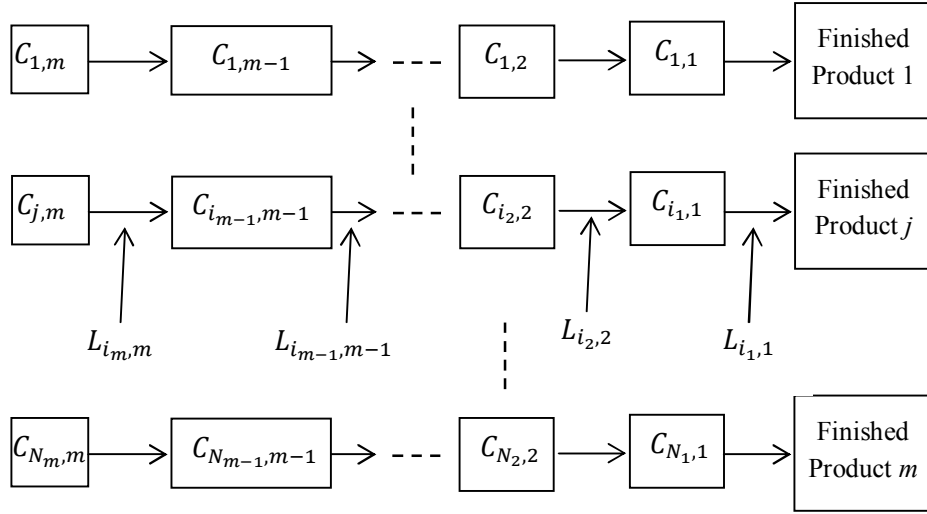 C_{1,m} C_{1,m-1} C_{1,2} C_{1,1} Finished
Product 1
C_{j,m} C_{i_{m-1},m-1} C_{i_2,2} C_{i_1,1} Finished
Product j
L_{i_m,m} L_{i_{m-1},m-1} L_{i_2,2} L_{i_1,1}
C_{N_m,m} C_{N_{m-1},m-1} C_{N_2,2} C_{N_1,1} Finished
Product m